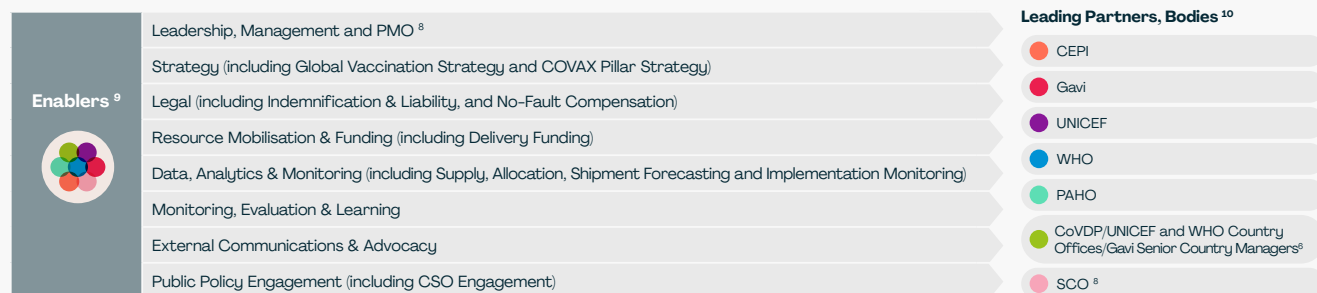 Enablers ⁹
Leadership, Management and PMO ⁸
Strategy (including Global Vaccination Strategy and COVAX Pillar Strategy)
Legal (including Indemnification & Liability, and No-Fault Compensation)
Resource Mobilisation & Funding (including Delivery Funding)
Data, Analytics & Monitoring (including Supply, Allocation, Shipment Forecasting and Implementation Monitoring)
Monitoring, Evaluation & Learning
External Communications & Advocacy
Public Policy Engagement (including CSO Engagement)
Leading Partners, Bodies ¹⁰
CEPI
Gavi
UNICEF
WHO
PAHO
CoVDP/UNICEF and WHO Country
Offices/Gavi Senior Country Managers⁶
SCO ⁸